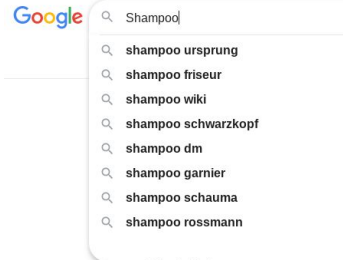 Google
Shampoo
shampoo ursprung
shampoo friseur
shampoo wiki
shampoo schwarzkopf
shampoo dm
shampoo garnier
shampoo schauma
shampoo rossmann